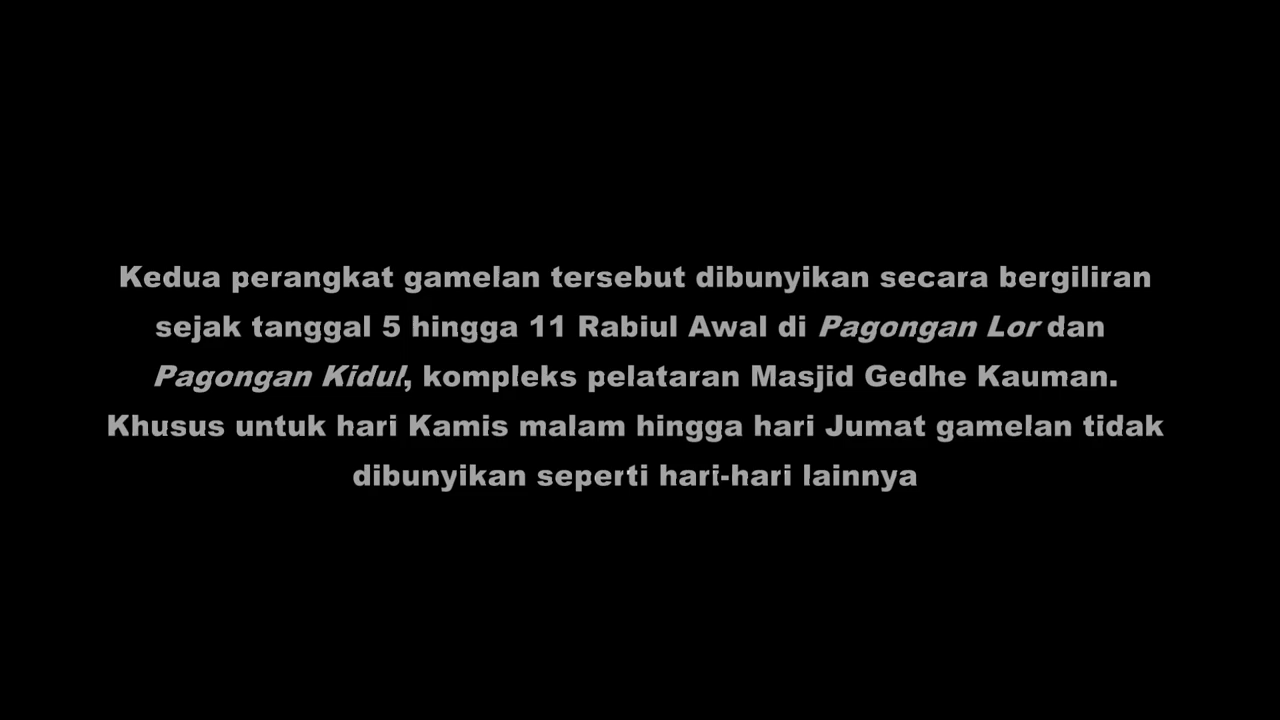 Kedua perangkat gamelan tersebut dibunyikan secara bergiliran
sejak tanggal 5 hingga 11 Rabiul Awal di Pagongan Lor dan
Pagongan Kidul, kompleks pelataran Masjid Gedhe Kauman.
Khusus untuk hari Kamis malam hingga hari Jumat gamelan tidak
dibunyikan seperti hari-hari lainnya